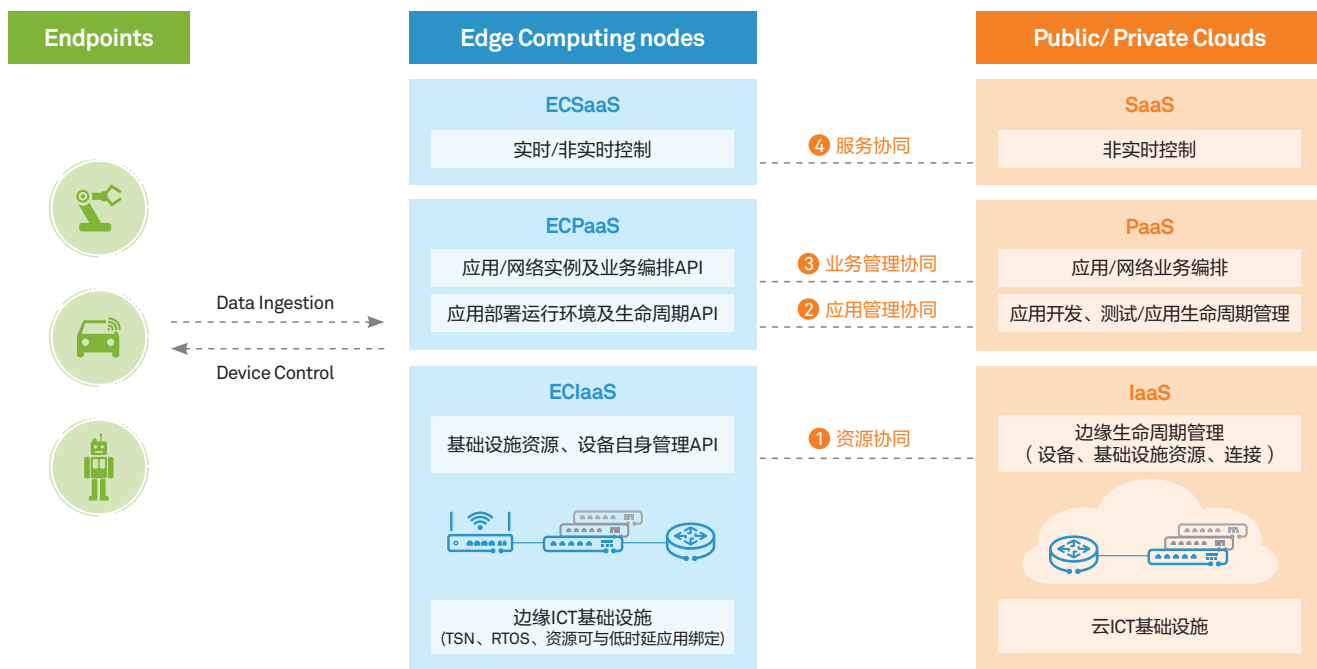 Endpoints
Edge Computing nodes
Public/ Private Clouds
Data Ingestion
Device Control
ECSaaS
实时/非实时控制
ECPaaS
应用/网络实例及业务编排API
应用部署运行环境及生命周期API
ECIaaS
基础设施资源、设备自身管理API
边缘ICT基础设施
(TSN、RTOS、资源可与低时延应用绑定)
4 服务协同
3 业务管理协同
2 应用管理协同
1 资源协同
SaaS
非实时控制
PaaS
应用/网络业务编排
应用开发、测试/应用生命周期管理
IaaS
边缘生命周期管理
（设备、基础设施资源、连接）
云ICT基础设施